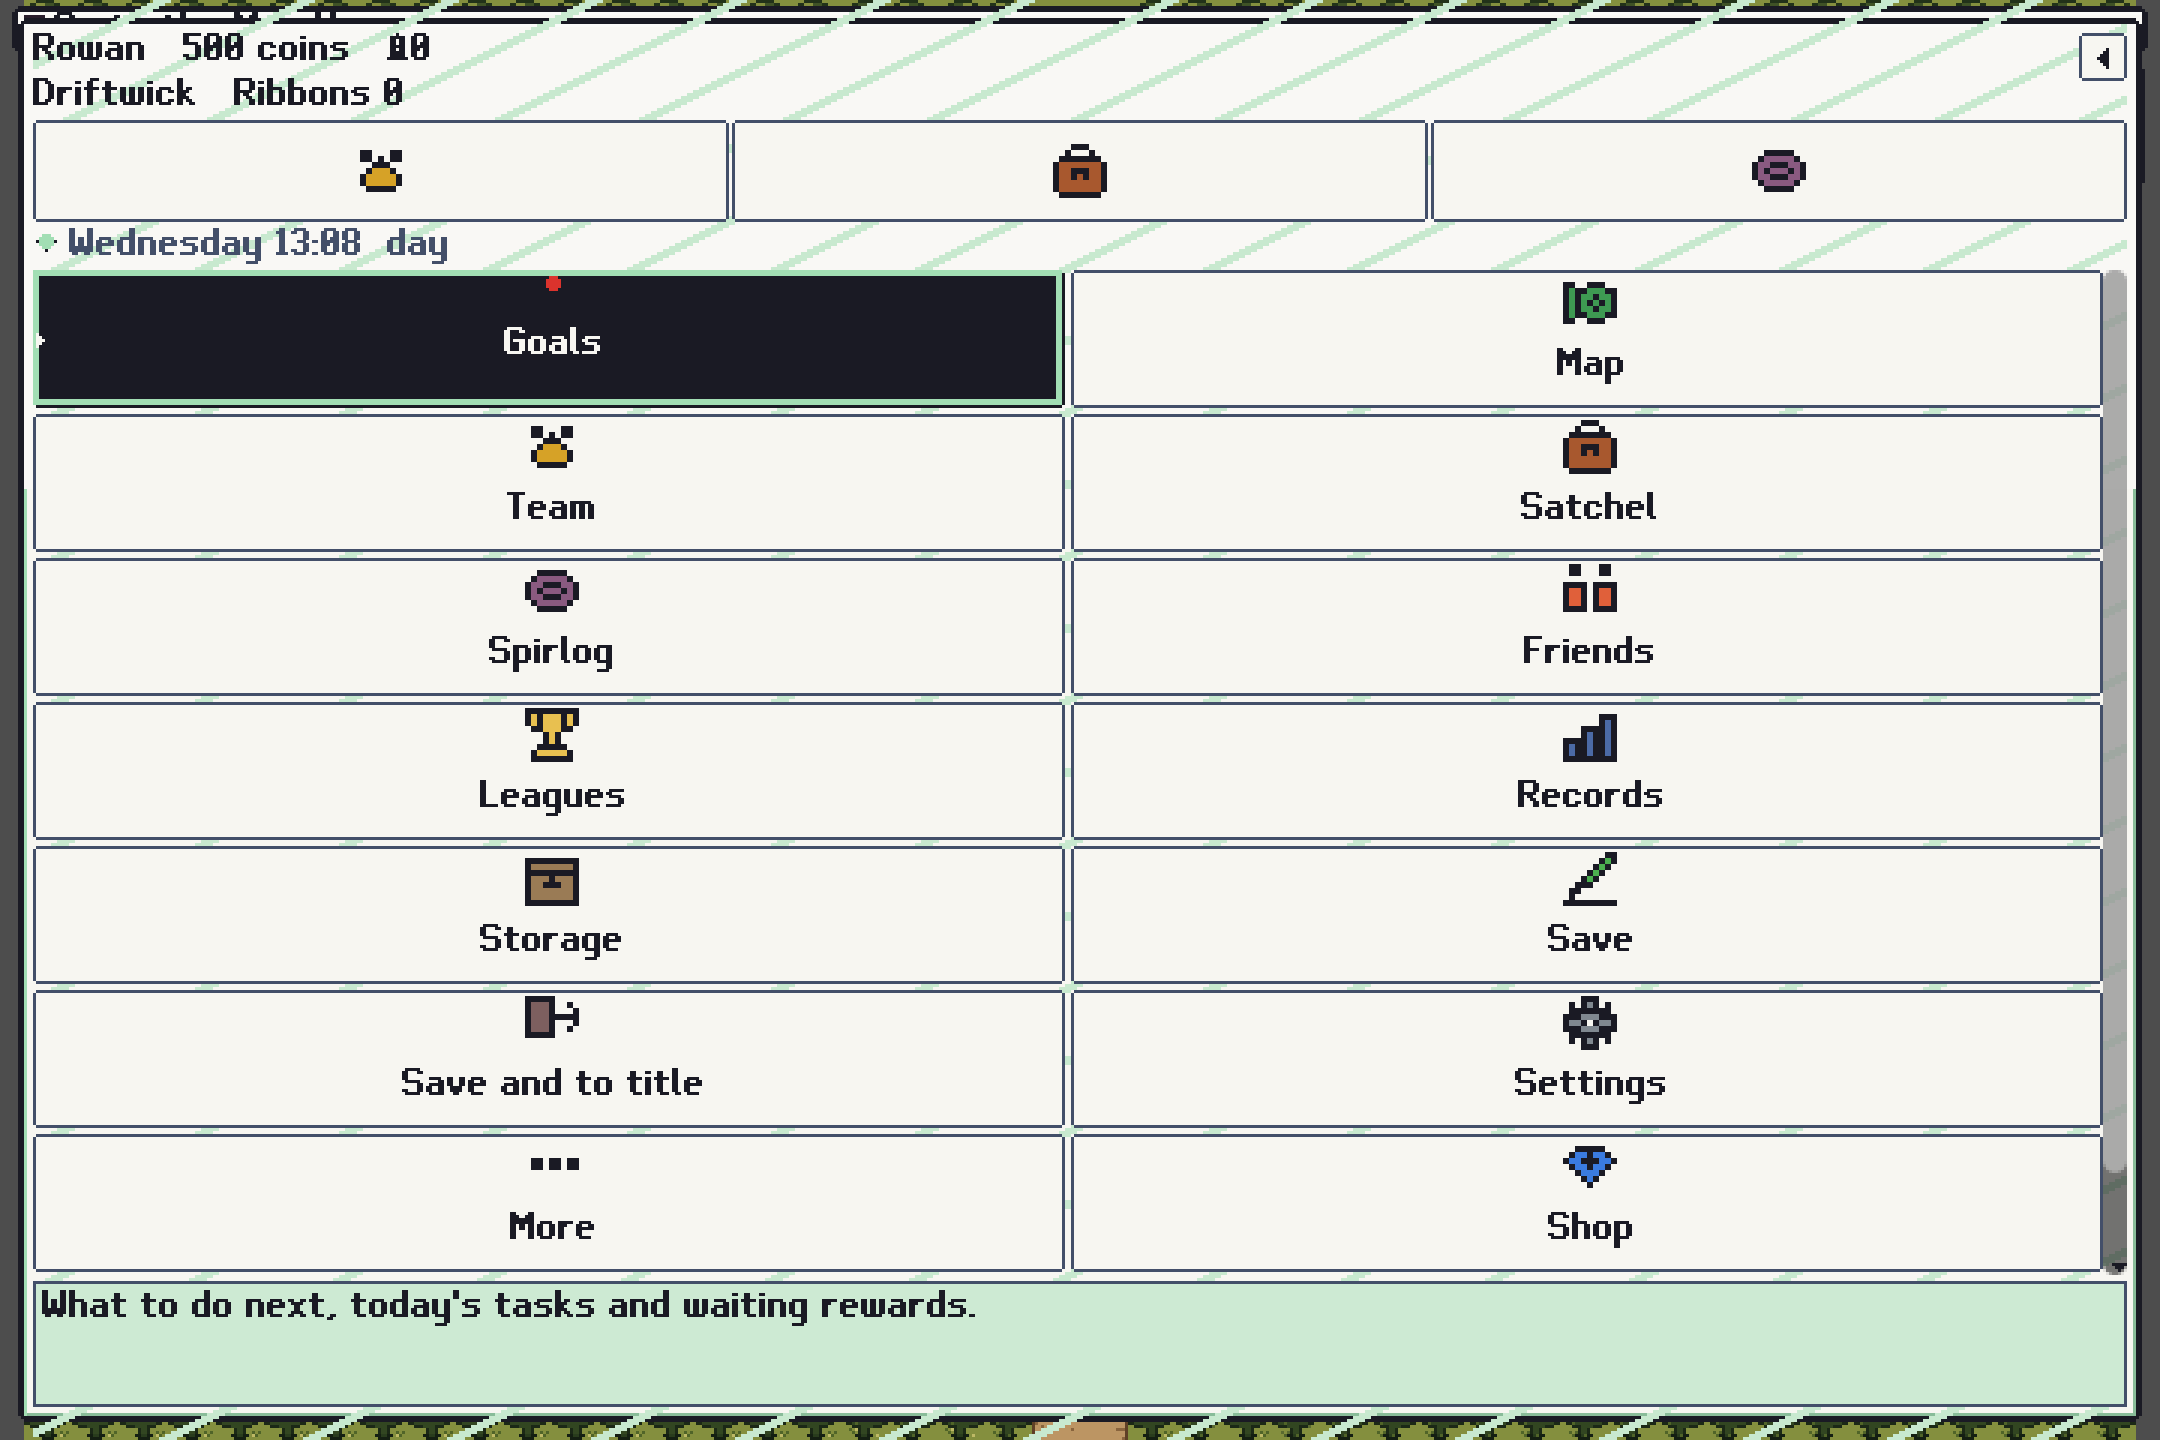 Rowan 500 coins
Driftwick Ribbons 0
Wednesday 13:08 day
Goals
Map
Team
Satchel
Spirlog
Friends
Leagues
Records
Storage
Save
Save and to title
Settings
More
Shop
What to do next, today's tasks and waiting rewards.